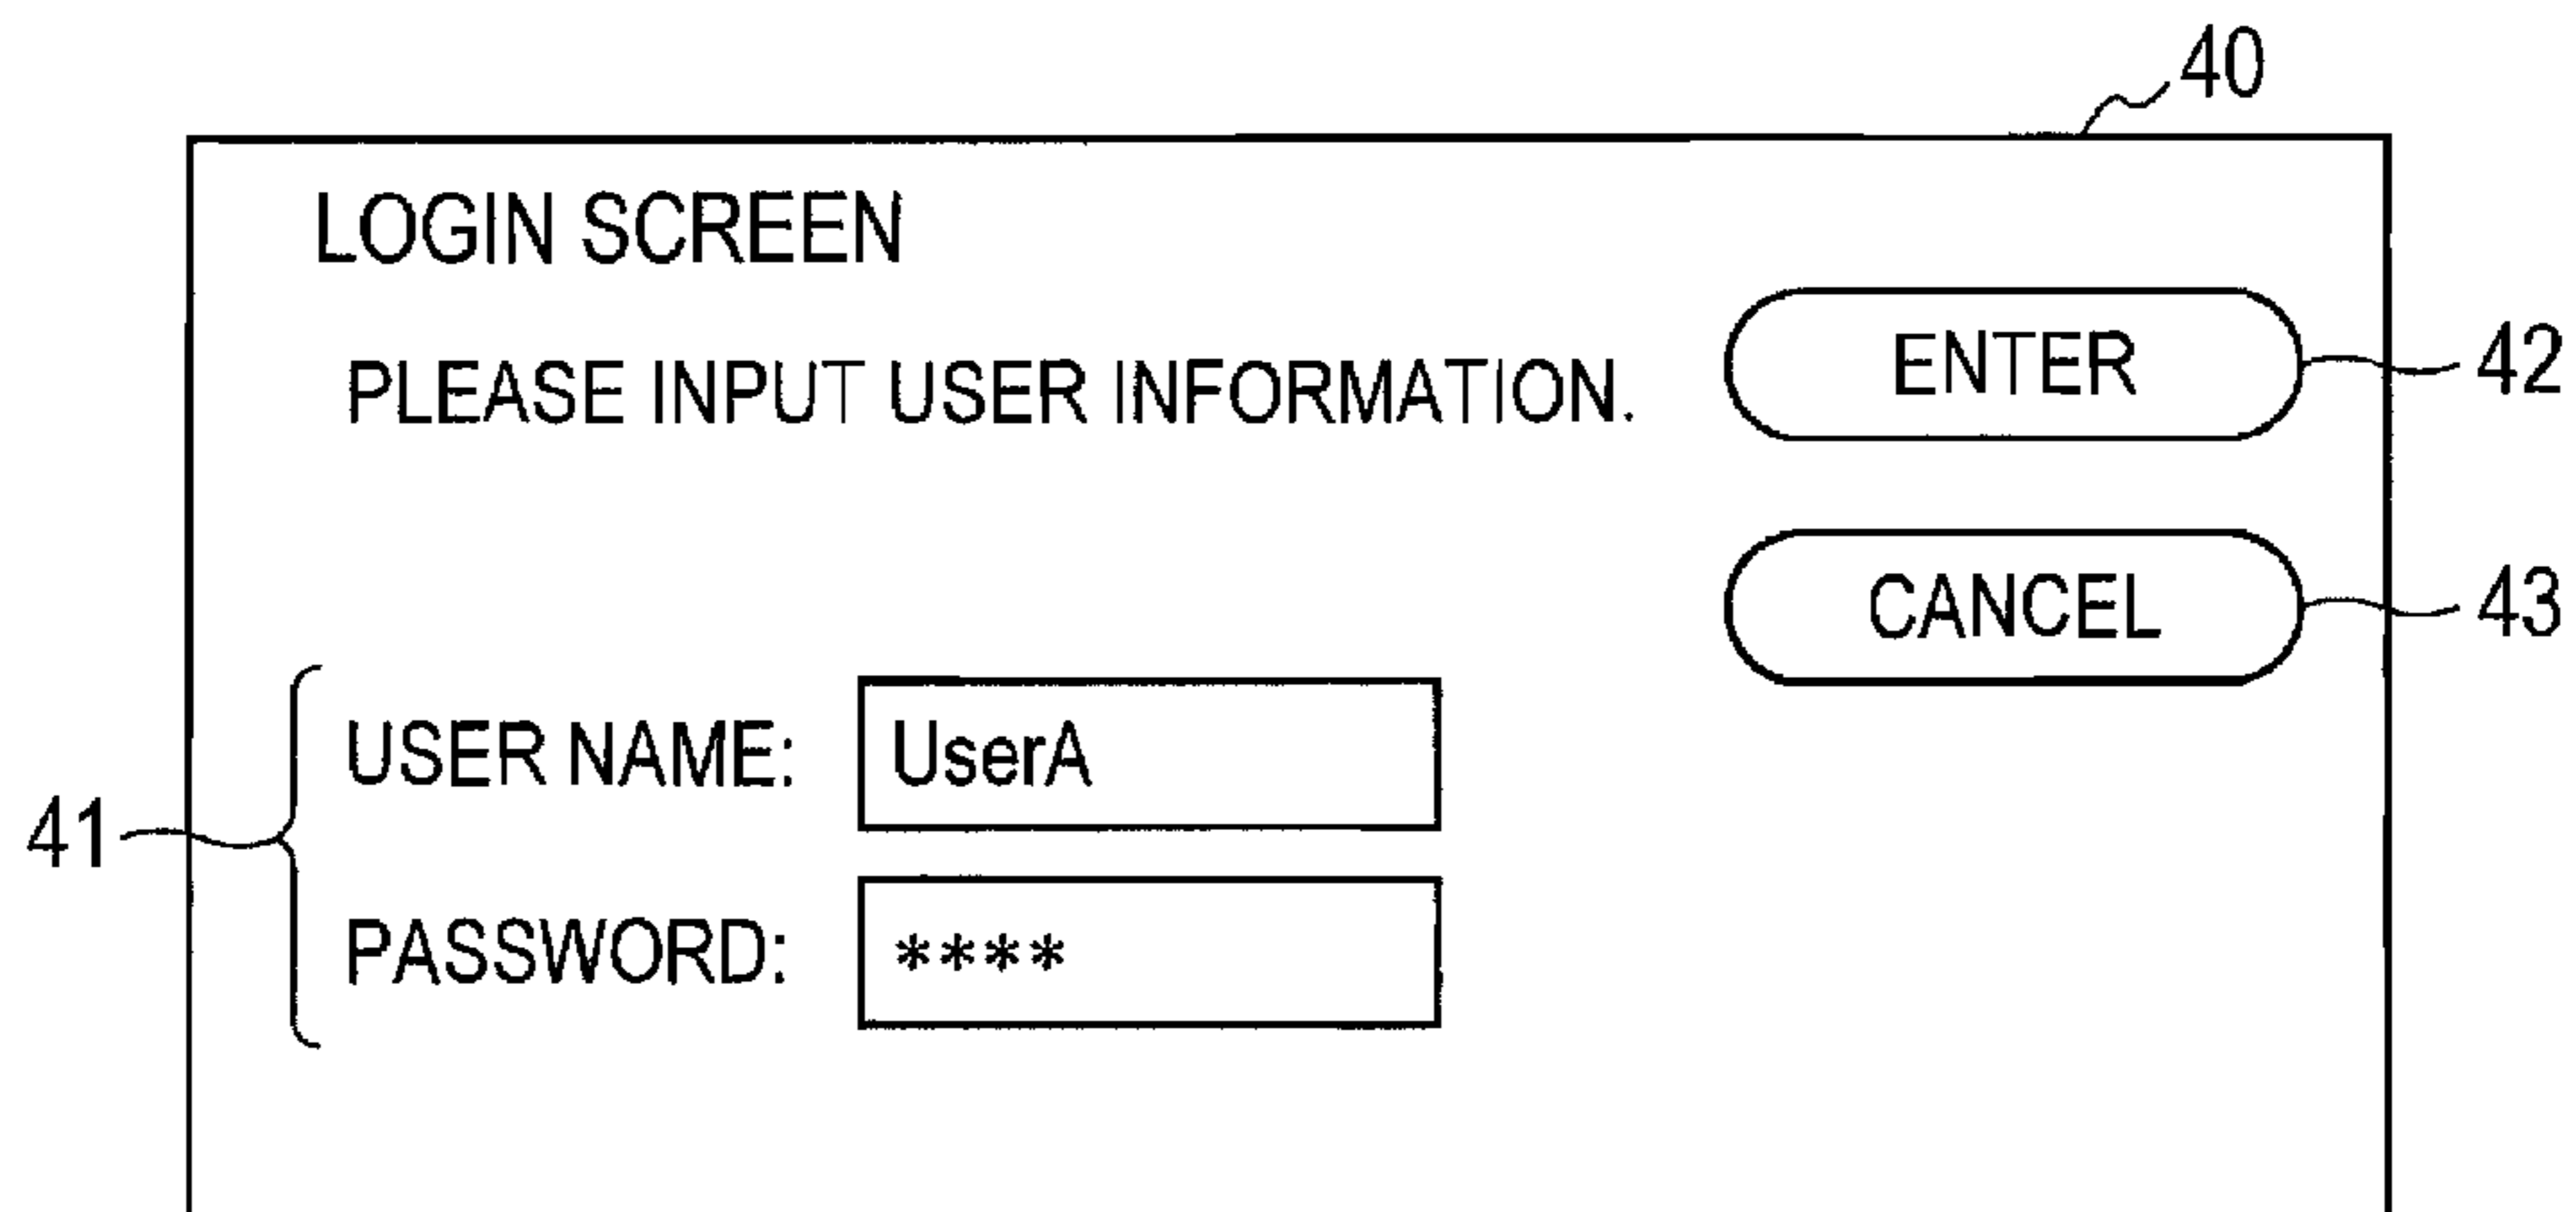 40
LOGIN SCREEN
PLEASE INPUT USER INFORMATION.
ENTER
42
CANCEL
43
41
USER NAME: UserA
PASSWORD: ****